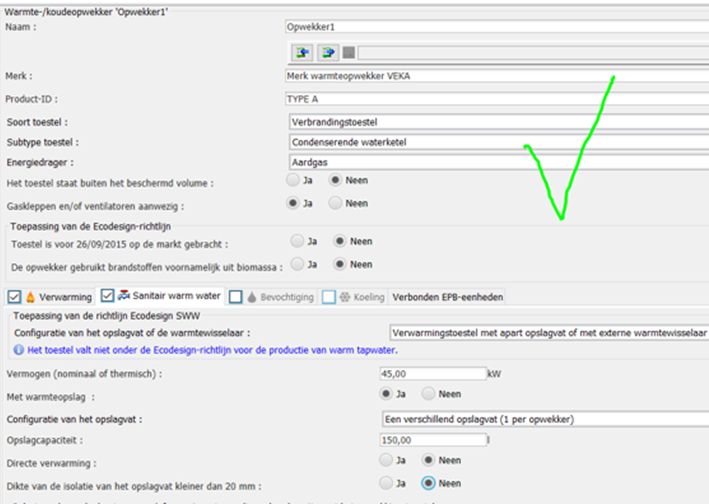 Warmte-/koudeopwekker 'Opwekker1'
Naam : Opwekker1
Merk : Merk warmteopwekker VEKA
Product-ID : TYPE A
Soort toestel : Verbrandingstoestel
Subtype toestel : Condenserende waterketel
Energiedrager : Aardgas
Het toestel staat buiten het beschermd volume : Ja Neen
Gaskleppen en/of ventilatoren aanwezig : Ja Neen
Toepassing van de Ecodesign-richtlijn
Toestel is voor 26/09/2015 op de markt gebracht : Ja Neen
De opwekker gebruikt brandstoffen voornamelijk uit biomassa : Ja Neen
Verwarming Sanitair warm water Bevochtiging Koeling Verbonden EPB-eenheden
Toepassing van de richtlijn Ecodesign SWW
Configuratie van het opslagvat of de warmtewisselaar : Verwarmingstoestel met apart opslagvat of met externe warmtewisselaar
Het toestel valt niet onder de Ecodesign-richtlijn voor de productie van warm tapwater.
Vermogen (nominaal of thermisch) : 45,00 kW
Met warmteopslag : Ja Neen
Configuratie van het opslagvat : Een verschillend opslagvat (1 per opwekker)
Opslagcapaciteit : 150,00 l
Directe verwarming : Ja Neen
Dikte van de isolatie van het opslagvat kleiner dan 20 mm : Ja Neen